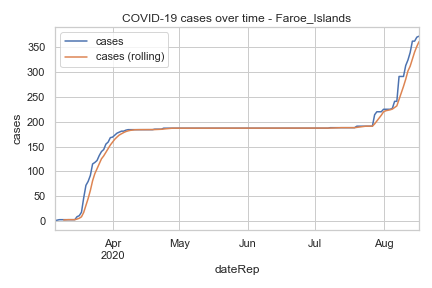 COVID-19 cases over time - Faroe_Islands
cases
cases (rolling)
350
300
250
200
150
100
50
0
cases
Apr
2020
May
Jun
Jul
Aug
dateRep